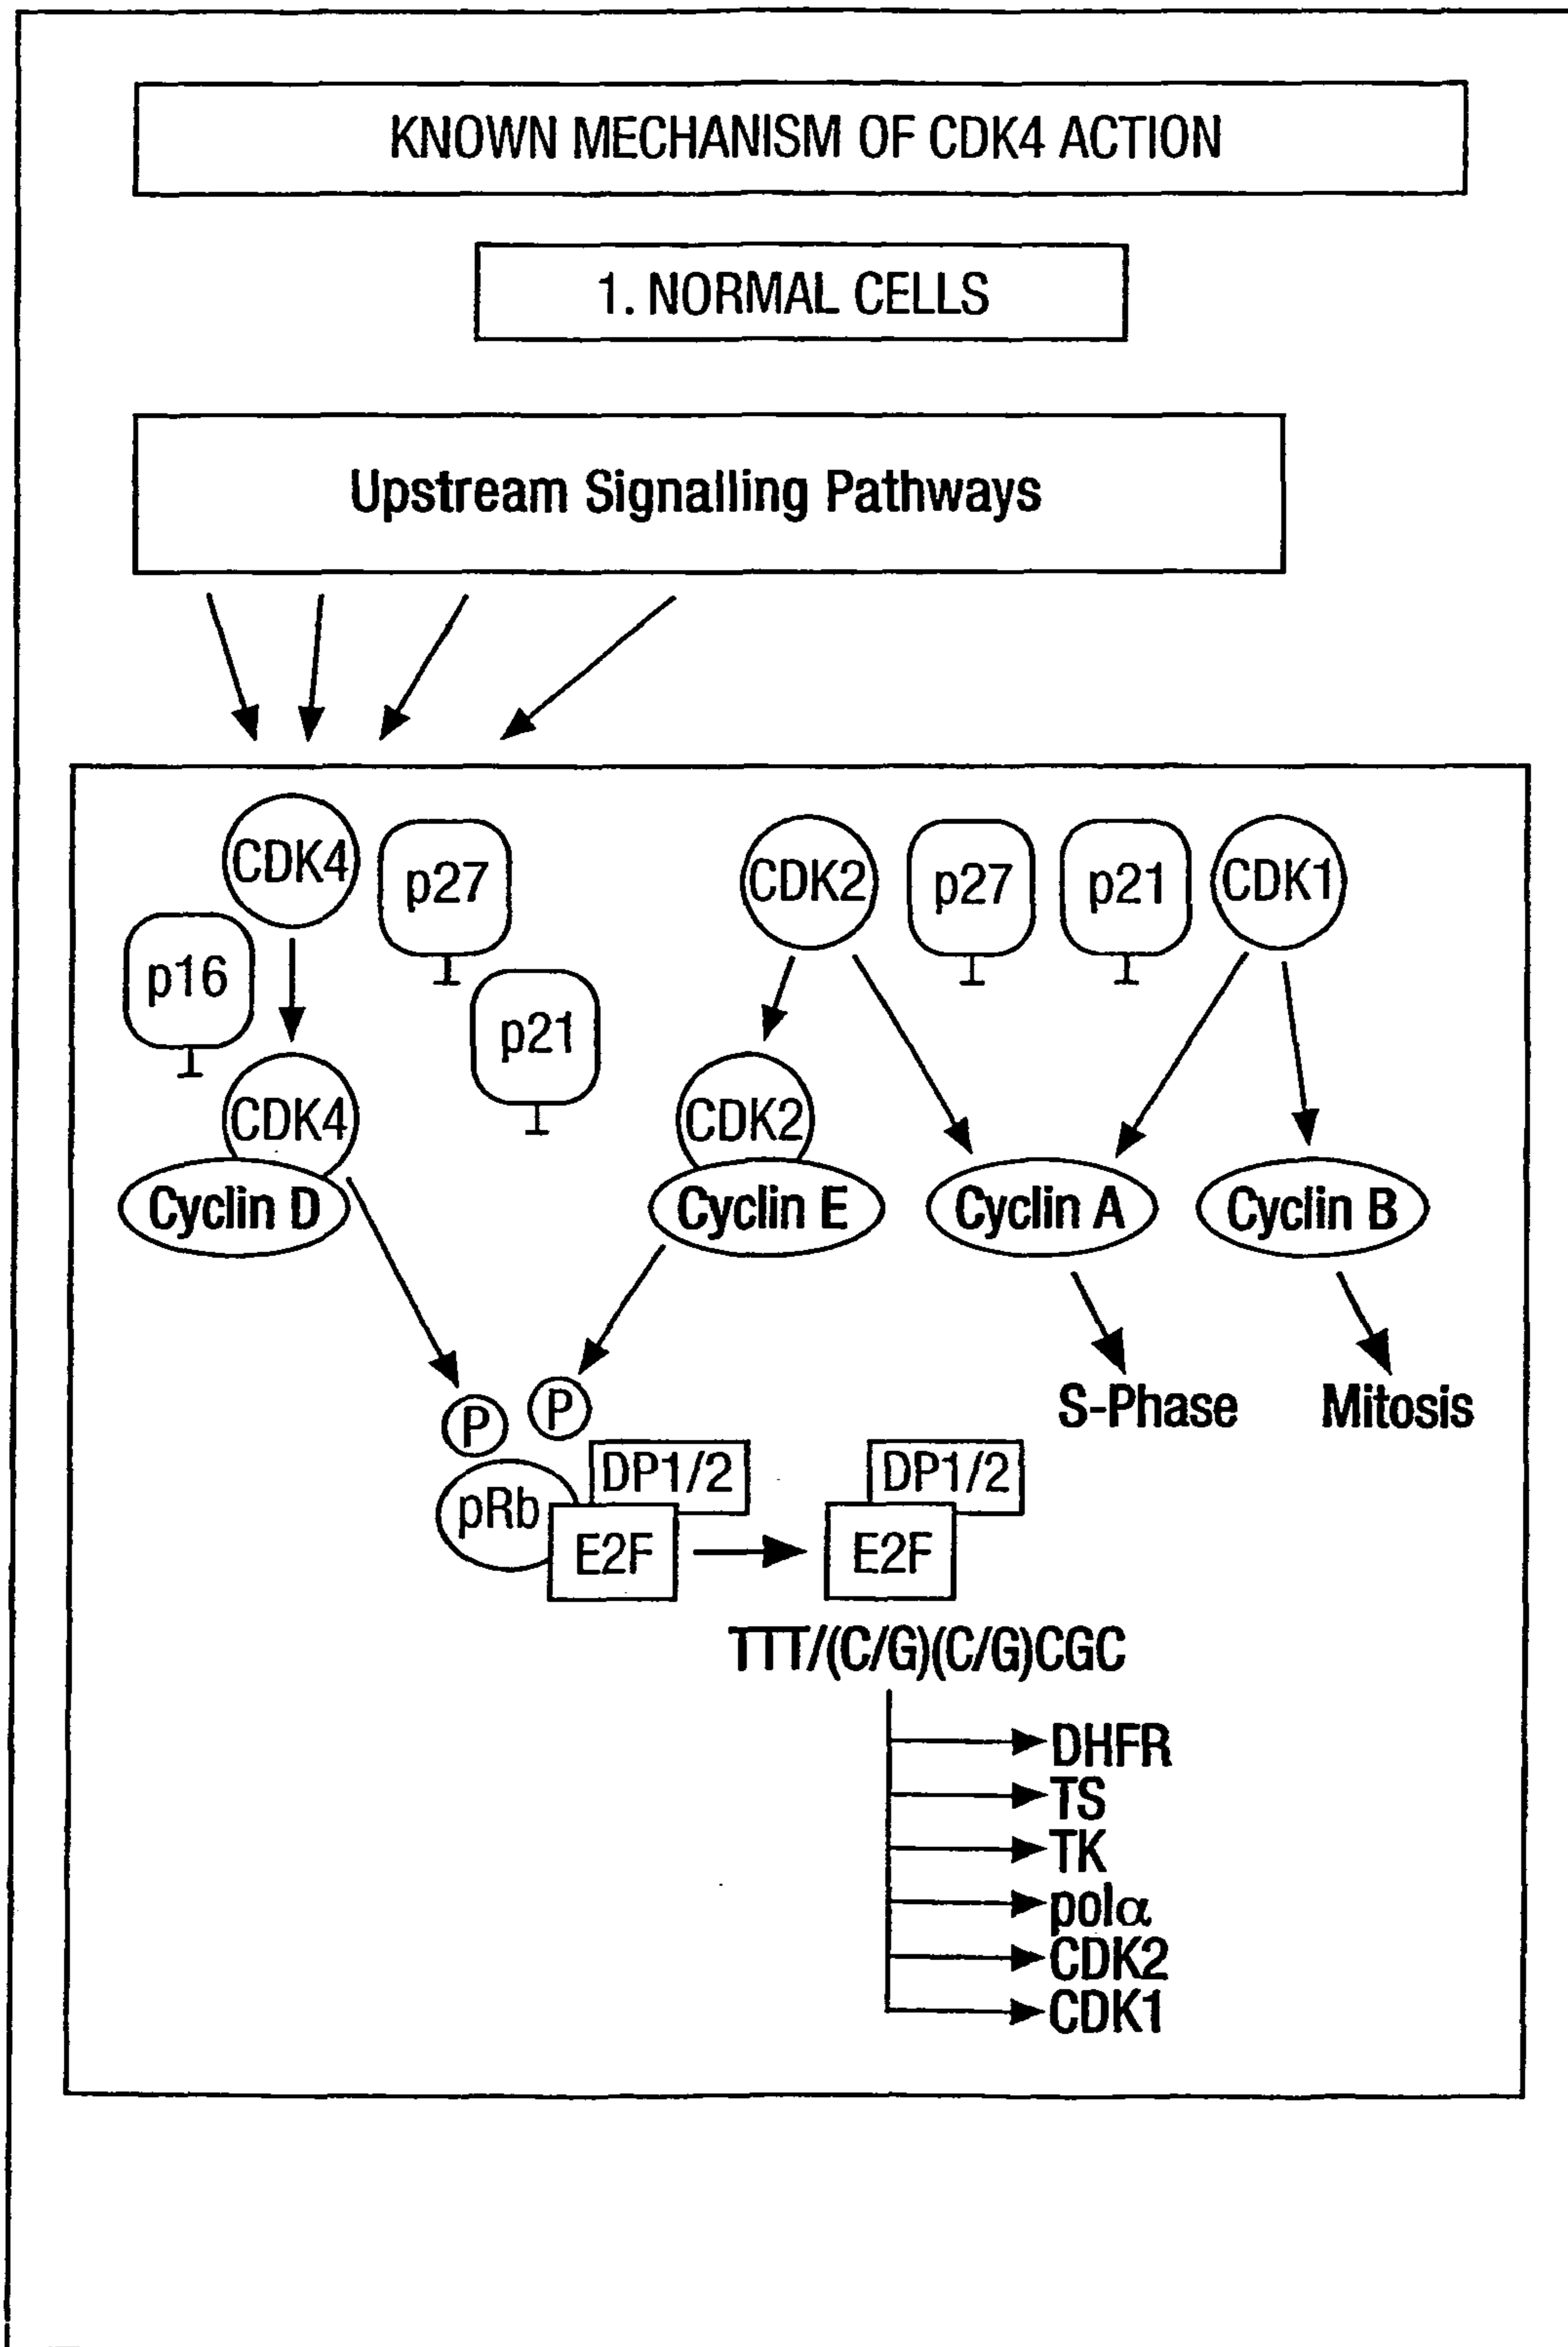 KNOWN MECHANISM OF CDK4 ACTION
1. NORMAL CELLS
Upstream Signalling Pathways
CDK4
p27
CDK2
p27
p21
CDK1
p16
p21
CDK4
CDK2
Cyclin D
Cyclin E
Cyclin A
Cyclin B
P
P
S-Phase
Mitosis
pRb
DP1/2
E2F
DP1/2
E2F
TTT/(C/G)(C/G)CGC
DHFR
TS
TK
polα
CDK2
CDK1